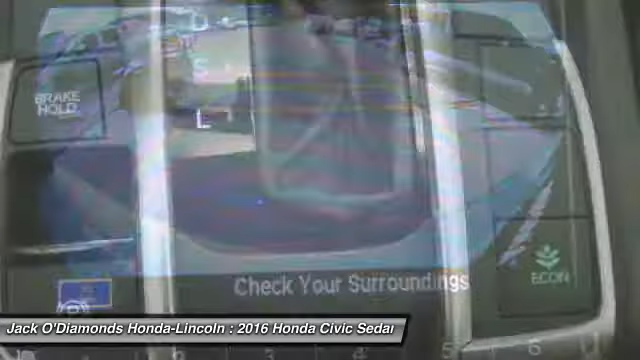 D
S
L
BRAKE
HOLD
ECON
Check Your Surroundings
Jack O'Diamonds Honda-Lincoln : 2016 Honda Civic Sedan